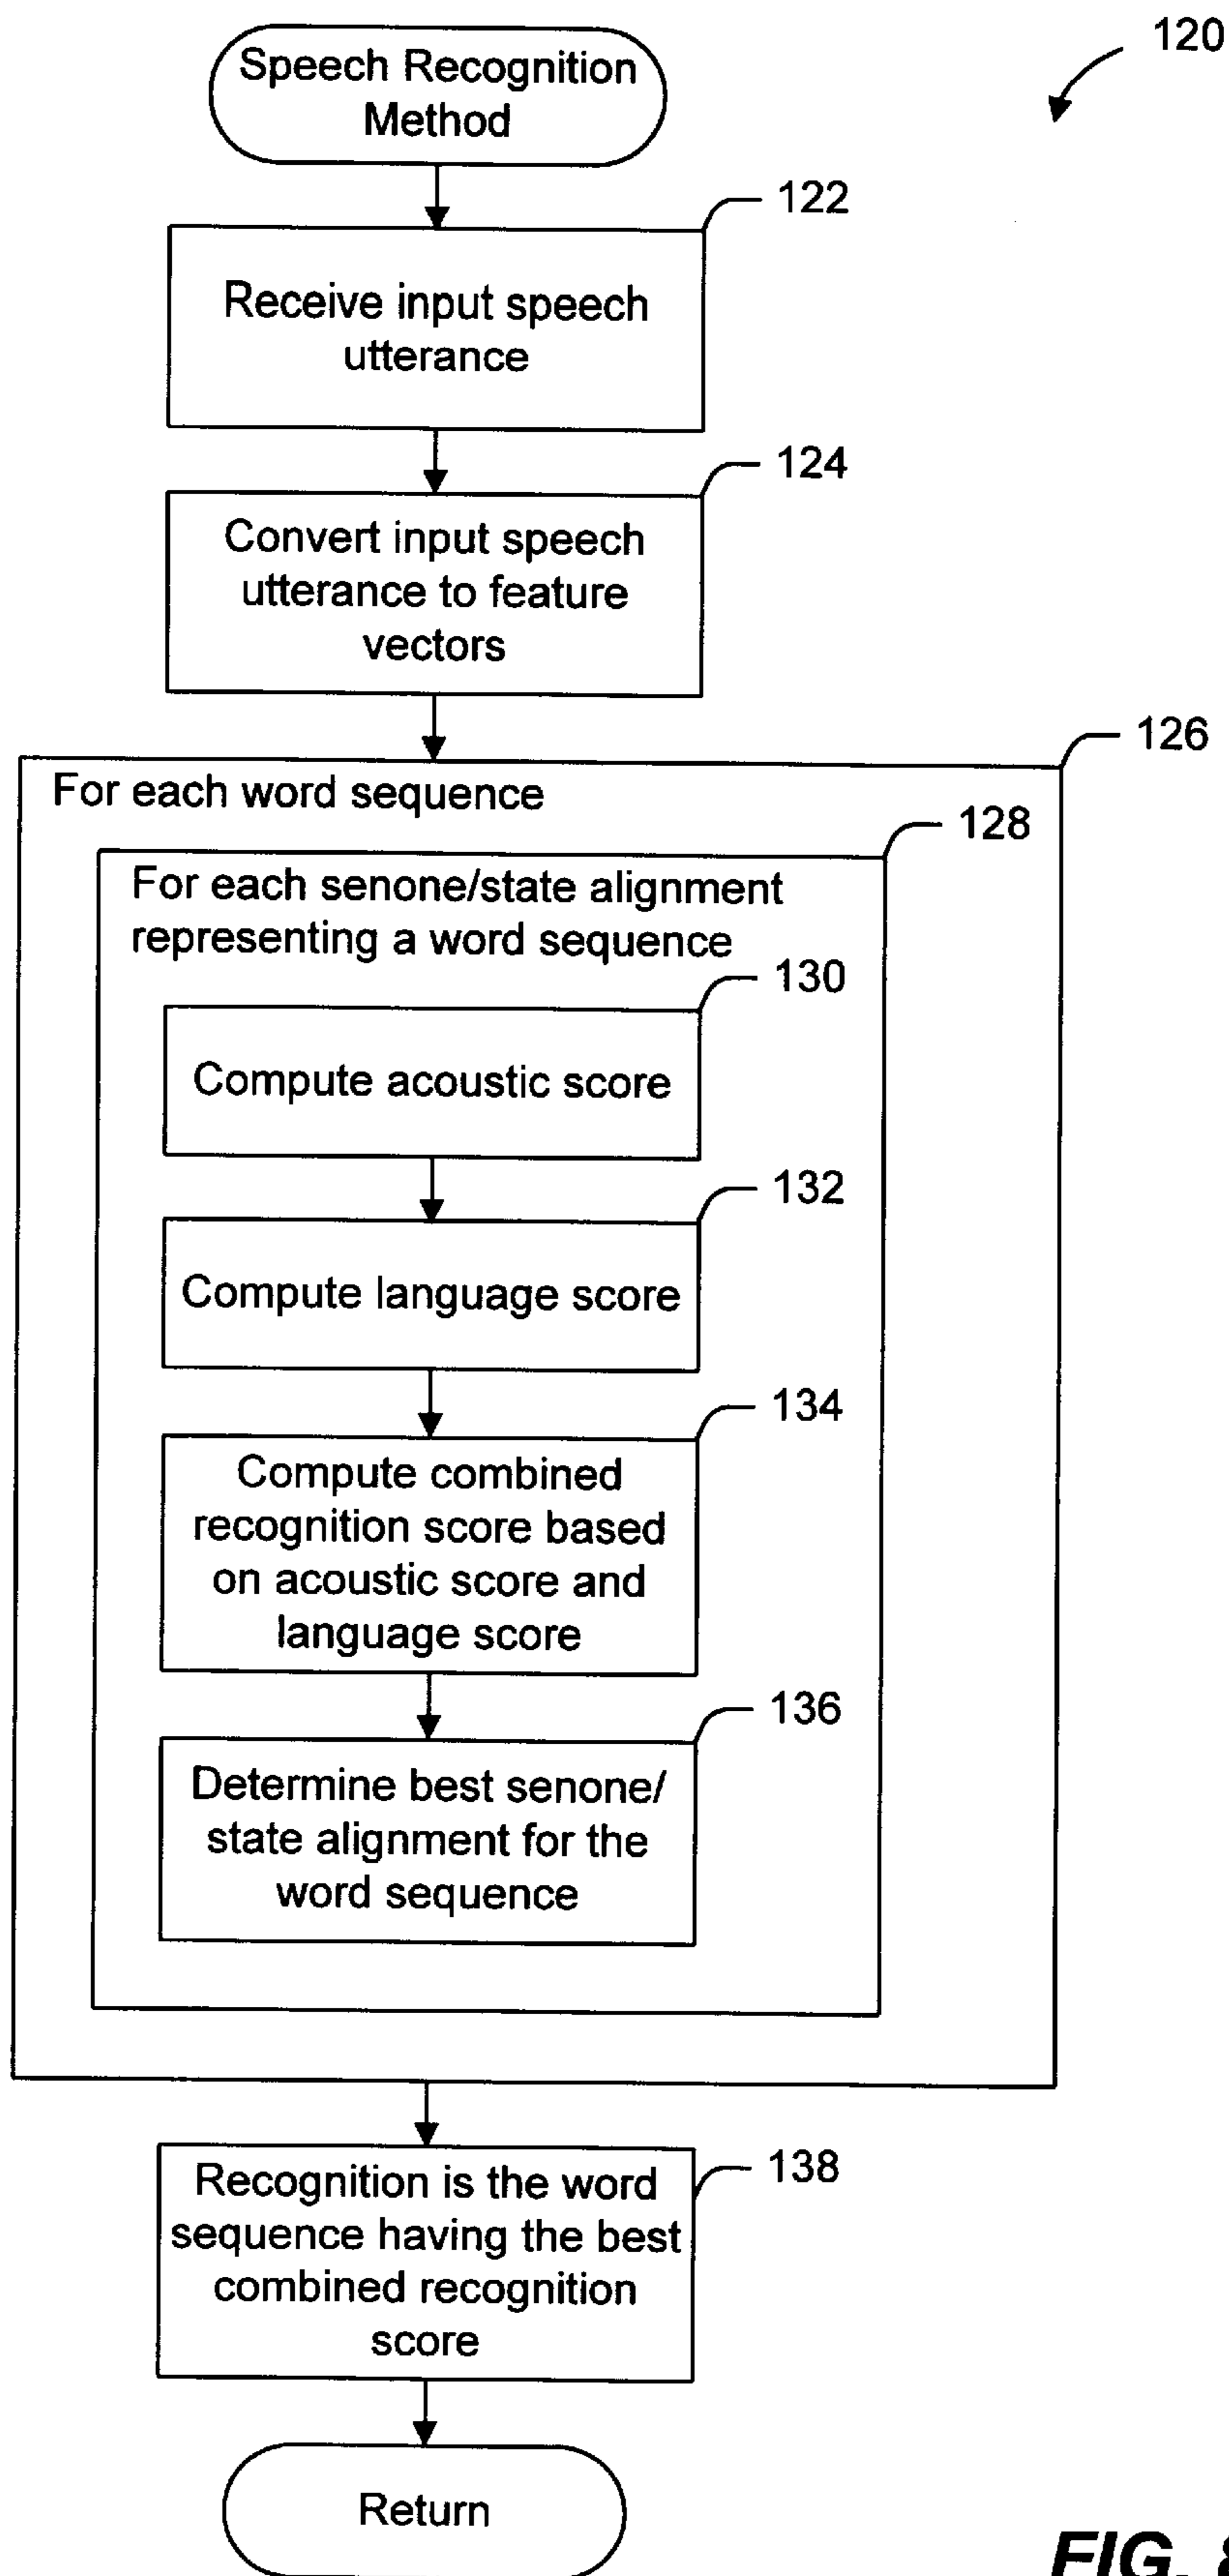 120
Speech Recognition
Method
122
Receive input speech
utterance
124
Convert input speech
utterance to feature
vectors
126
For each word sequence
128
For each senone/state alignment
representing a word sequence
130
Compute acoustic score
132
Compute language score
134
Compute combined
recognition score based
on acoustic score and
language score
136
Determine best senone/
state alignment for the
word sequence
138
Recognition is the word
sequence having the best
combined recognition
score
Return
FIG. 8